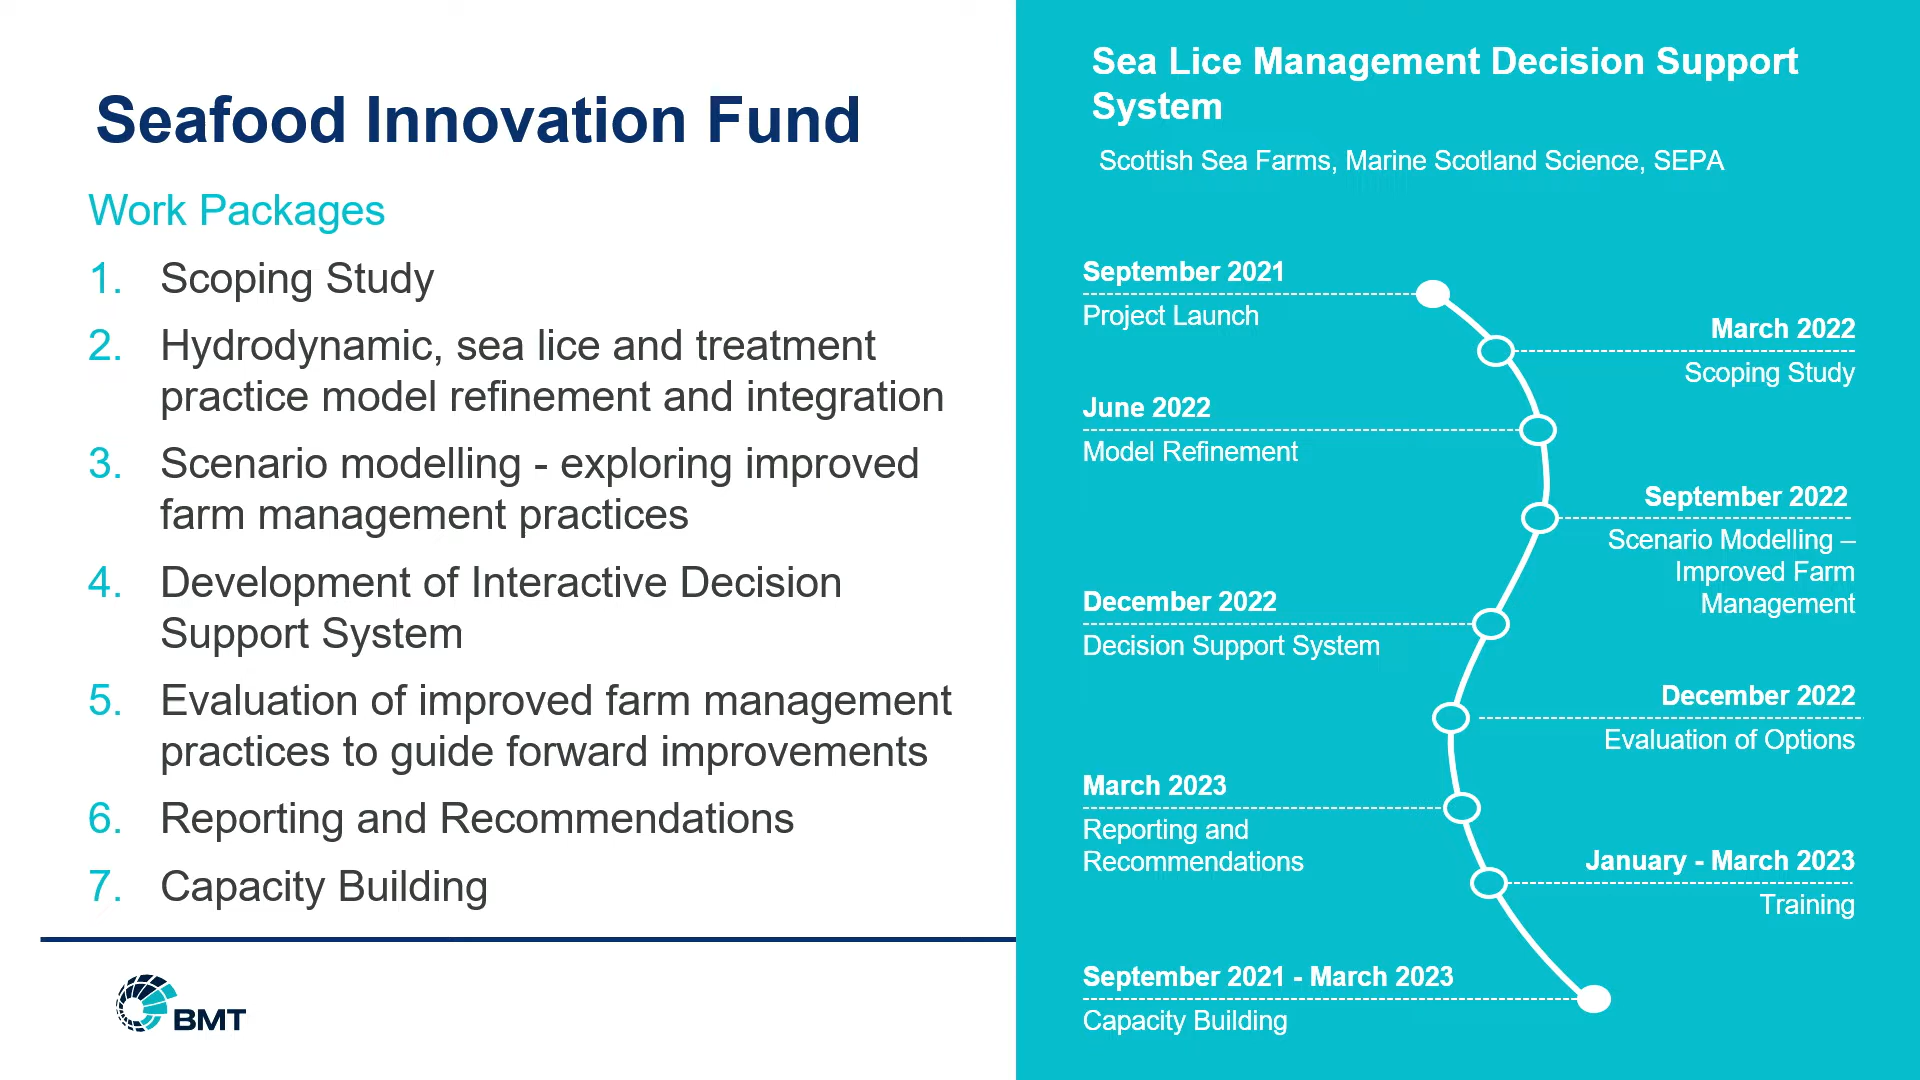 Seafood Innovation Fund
Work Packages
1. Scoping Study
2. Hydrodynamic, sea lice and treatment
practice model refinement and integration
3. Scenario modelling - exploring improved
farm management practices
4. Development of Interactive Decision
Support System
5. Evaluation of improved farm management
practices to guide forward improvements
6. Reporting and Recommendations
7. Capacity Building
BMT
Sea Lice Management Decision Support
System
Scottish Sea Farms, Marine Scotland Science, SEPA
September 2021
Project Launch
March 2022
Scoping Study
June 2022
Model Refinement
September 2022
Scenario Modelling –
Improved Farm
Management
December 2022
Decision Support System
December 2022
Evaluation of Options
March 2023
Reporting and
Recommendations
January - March 2023
Training
September 2021 - March 2023
Capacity Building